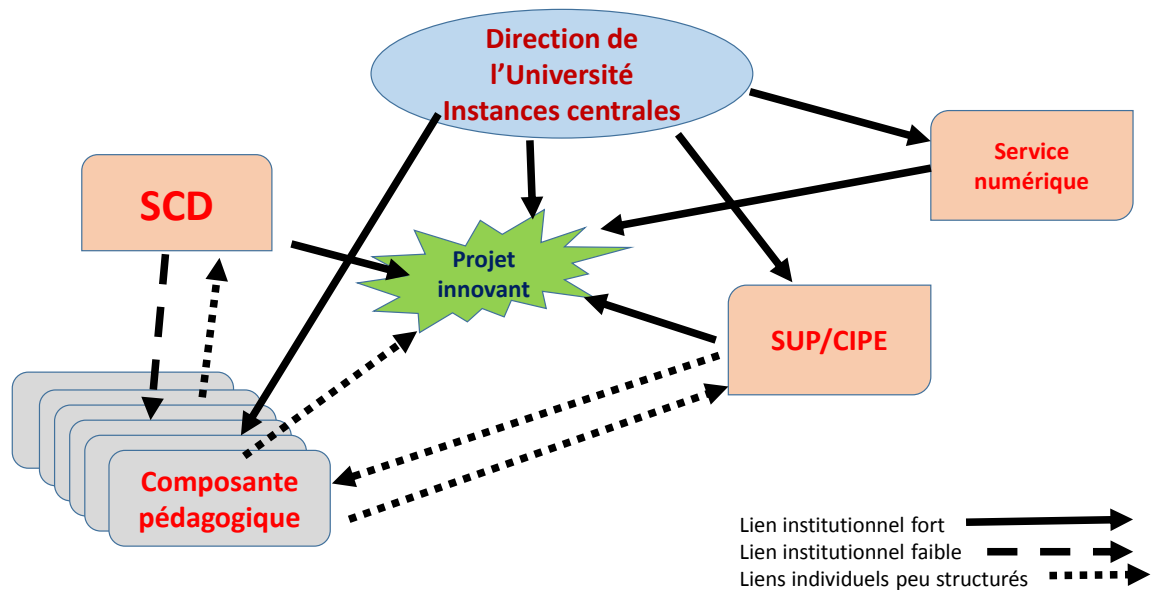 Direction de
l’Université
Instances centrales
Service
numérique
SCD
Projet
innovant
SUP/CIPE
Composante
pédagogique
Lien institutionnel fort
Lien institutionnel faible
Liens individuels peu structurés